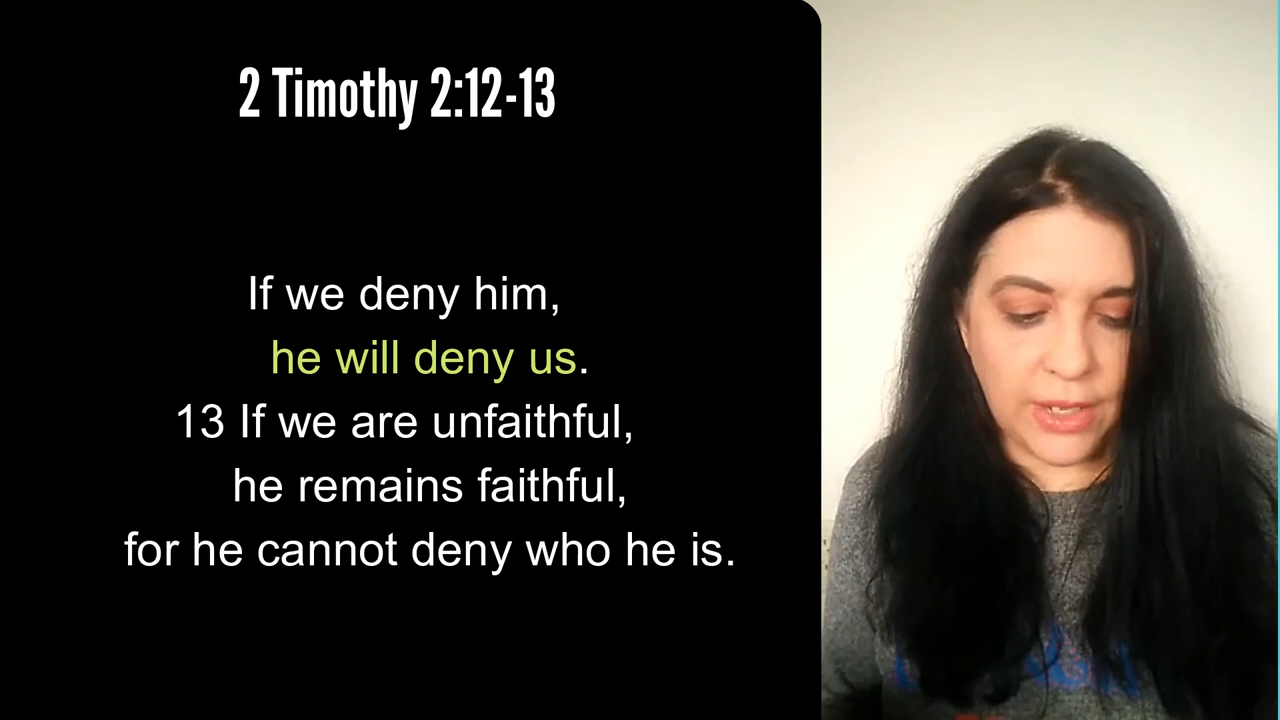 2 Timothy 2:12-13
If we deny him,
he will deny us.
13 If we are unfaithful,
he remains faithful,
for he cannot deny who he is.